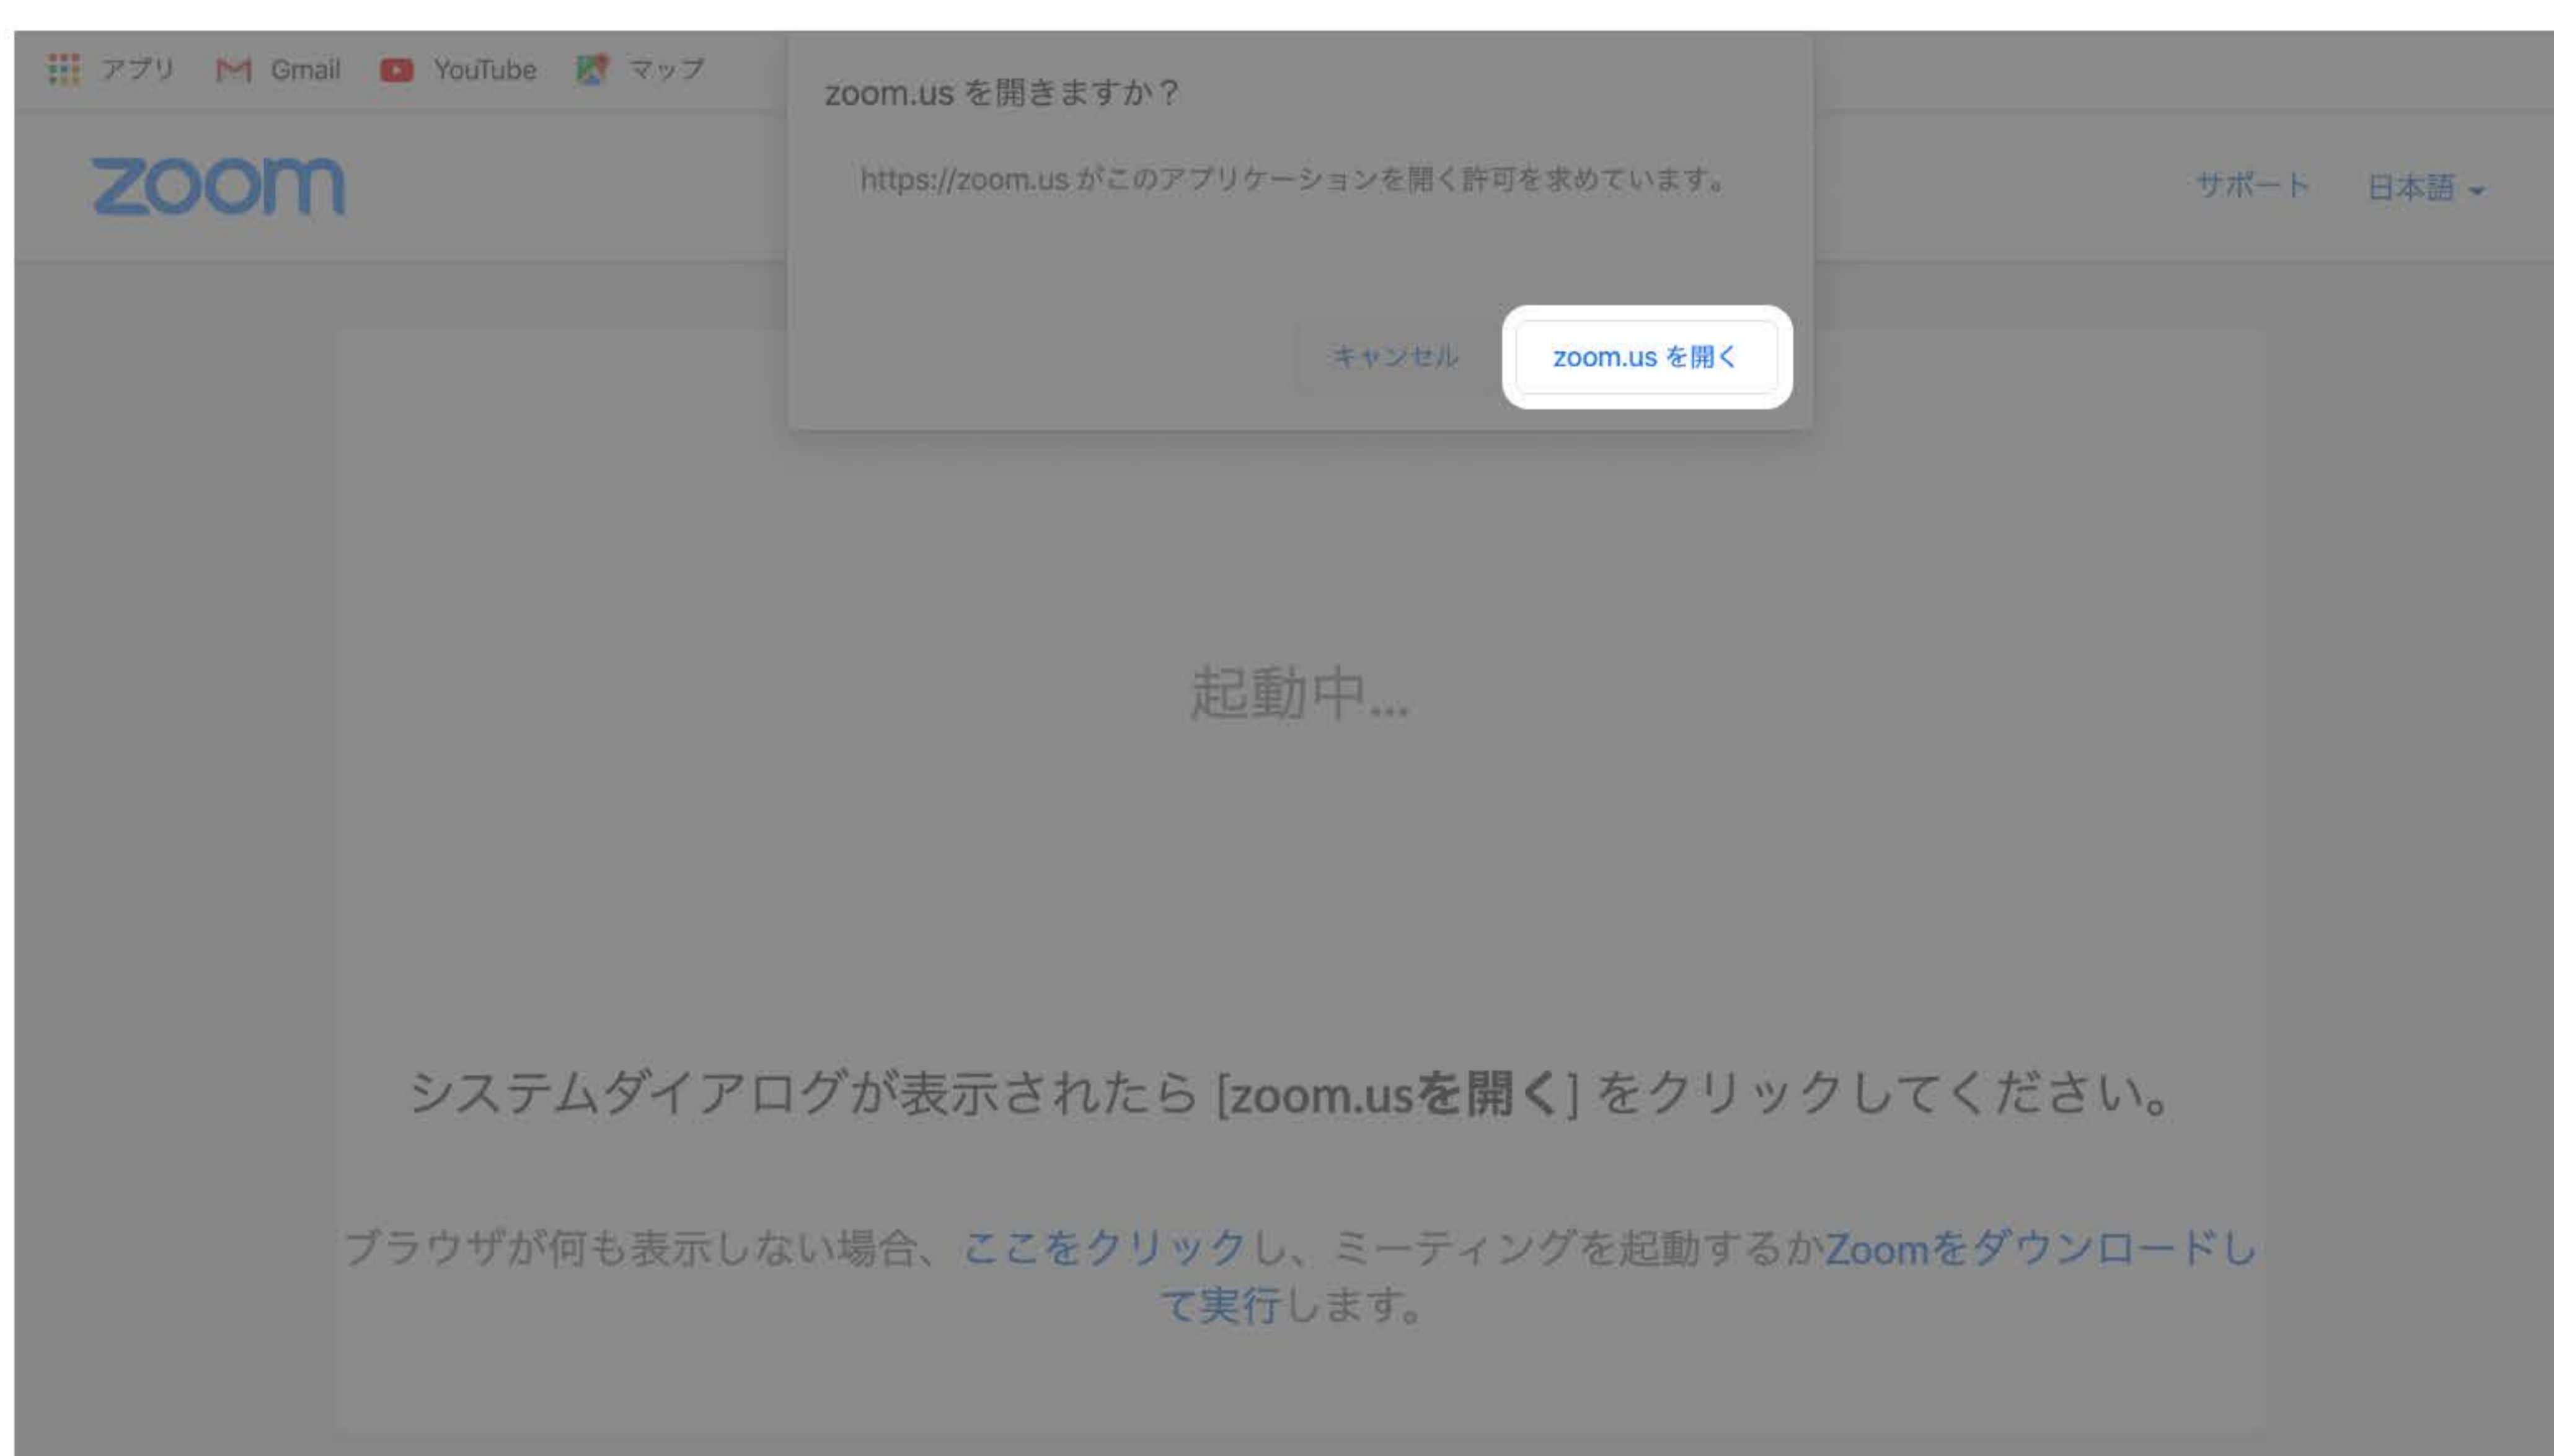 アプリ Gmail YouTube マップ
zoom.us を開きますか？
https://zoom.us がこのアプリケーションを開く許可を求めています。
キャンセル zoom.us を開く
zoom
サポート 日本語
起動中...
システムダイアログが表示されたら [zoom.usを開く] をクリックしてください。
ブラウザが何も表示しない場合、ここをクリックし、ミーティングを起動するかZoomをダウンロードし
て実行します。